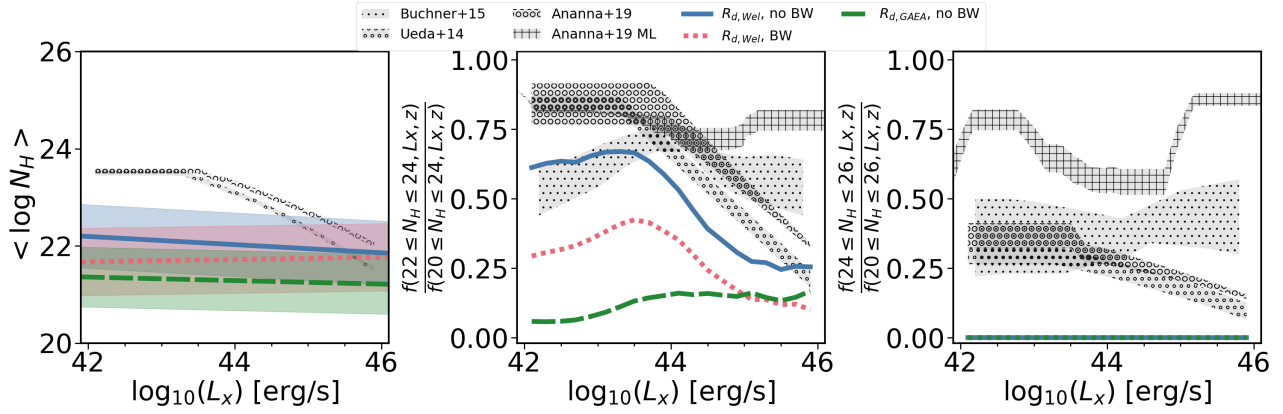 Buchner+15
Ueda+14
Ananna+19
Ananna+19 ML
R_{d,Wel}, no BW
R_{d,Wel}, BW
R_{d,GAEA}, no BW
< log N_H >
26
24
22
20
42
44
46
log₁₀(Lₓ) [erg/s]
f(22 ≤ N_H ≤ 24, Lx, z)
f(20 ≤ N_H ≤ 24, Lx, z)
1.00
0.75
0.50
0.25
0.00
42
44
46
log₁₀(Lₓ) [erg/s]
f(24 ≤ N_H ≤ 26, Lx, z)
f(20 ≤ N_H ≤ 26, Lx, z)
1.00
0.75
0.50
0.25
0.00
42
44
46
log₁₀(Lₓ) [erg/s]